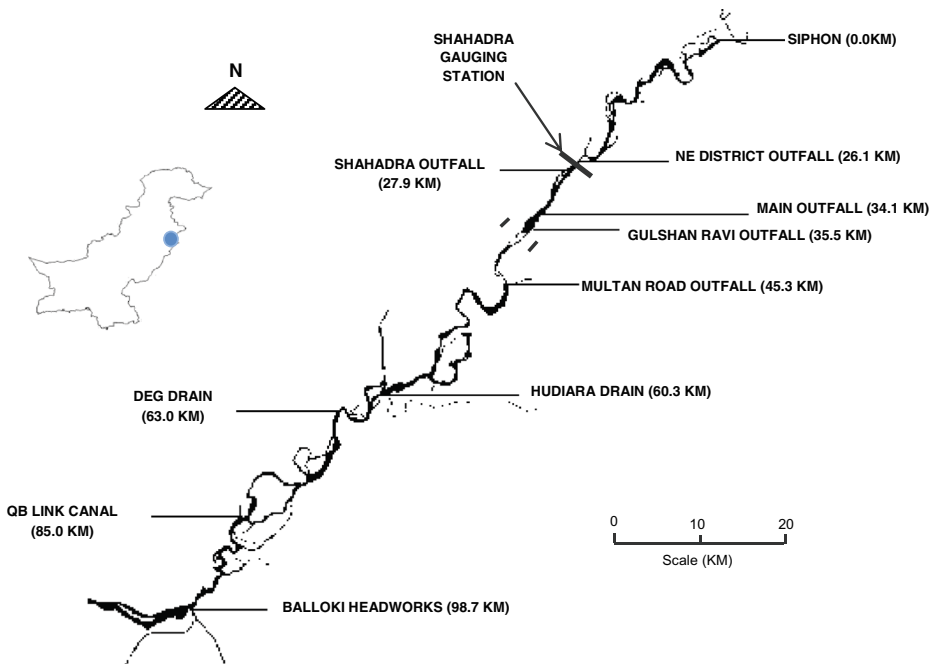 SHAHADRA
GAUGING
STATION
SIPHON (0.0KM)
N
SHAHADRA OUTFALL
(27.9 KM)
NE DISTRICT OUTFALL (26.1 KM)
MAIN OUTFALL (34.1 KM)
GULSHAN RAVI OUTFALL (35.5 KM)
MULTAN ROAD OUTFALL (45.3 KM)
DEG DRAIN
(63.0 KM)
HUDIARA DRAIN (60.3 KM)
QB LINK CANAL
(85.0 KM)
0 10 20
Scale (KM)
BALLOKI HEADWORKS (98.7 KM)